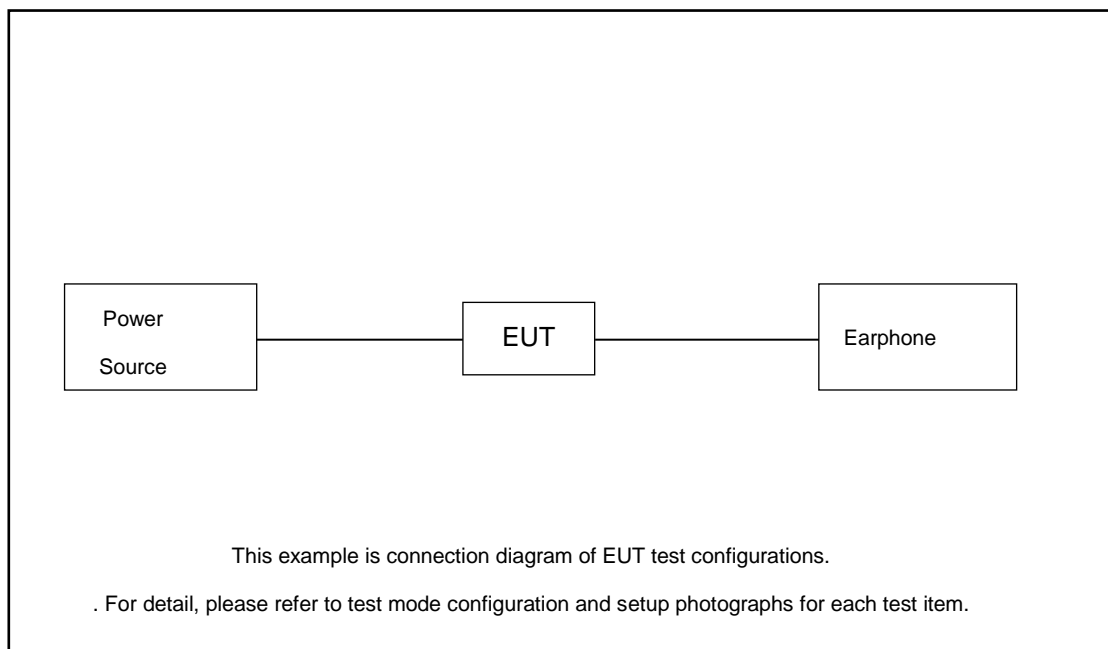 Power
Source
EUT
Earphone
This example is connection diagram of EUT test configurations.
. For detail, please refer to test mode configuration and setup photographs for each test item.